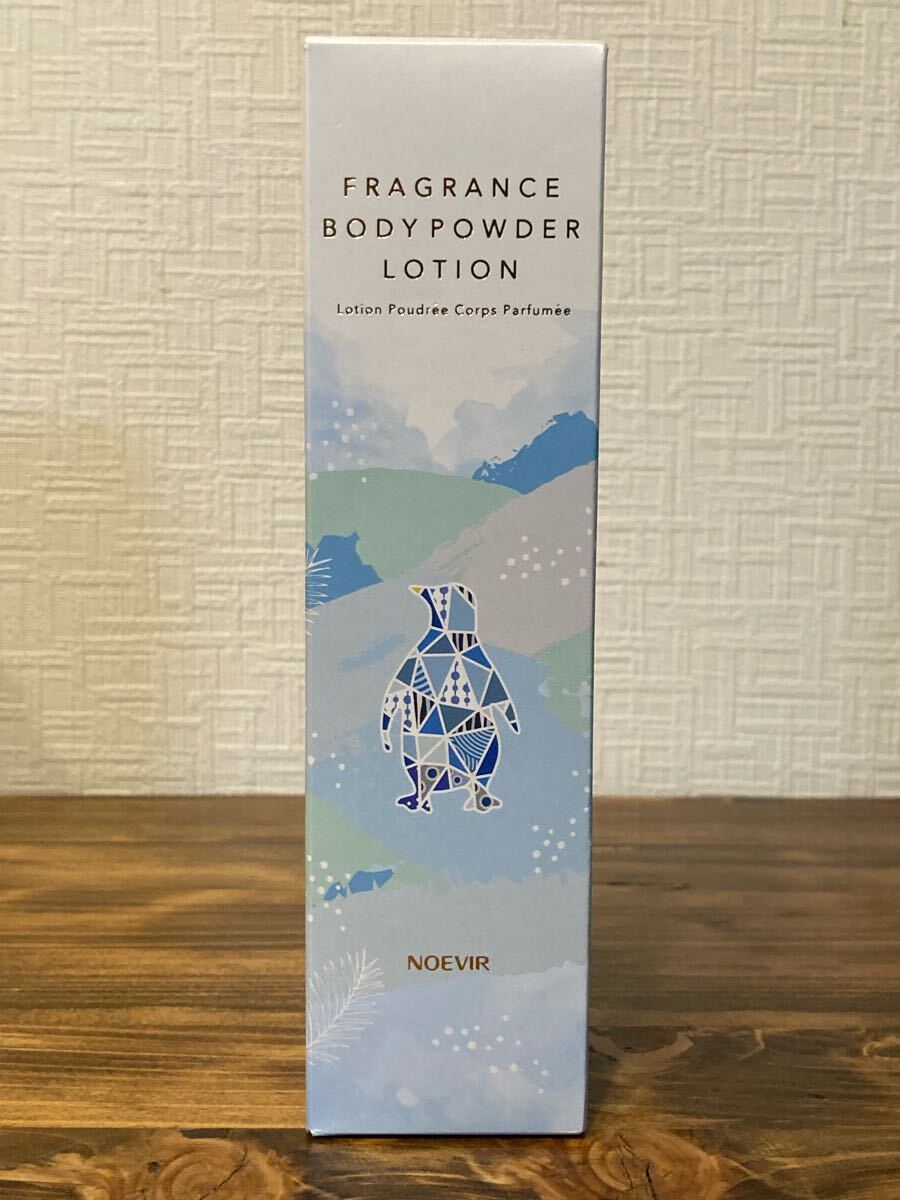 FRAGRANCE
BODY POWDER
LOTION
Lotion Poudrée Corps Parfumée
NOEVIR